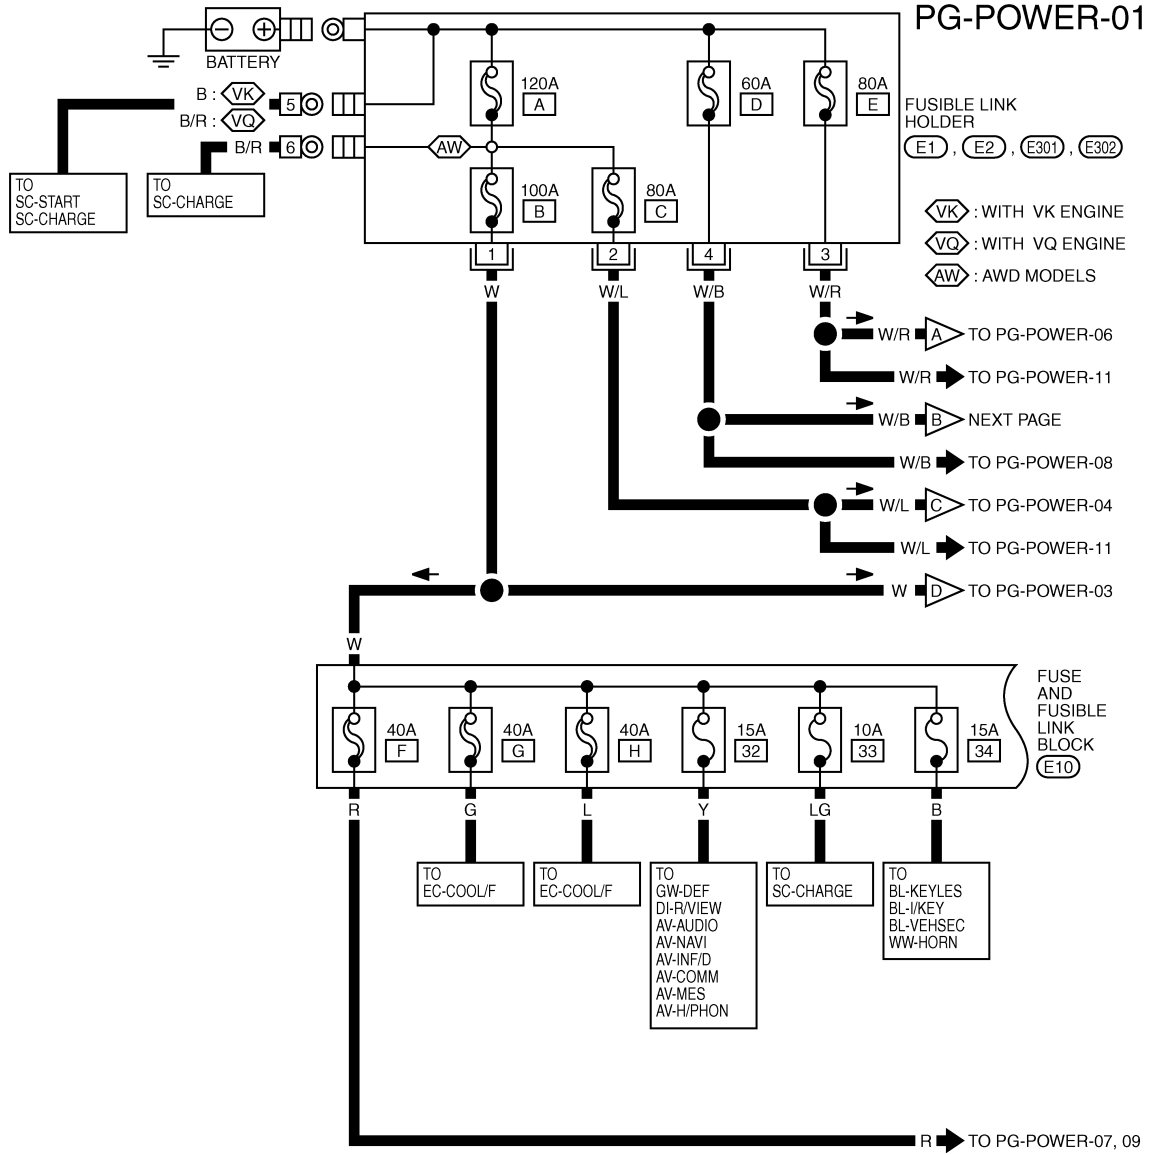 PG-POWER-01
BATTERY
B : VK
B/R : VQ
5
B/R
6
AW
TO
SC-START
SC-CHARGE
TO
SC-CHARGE
120A
A
60A
D
80A
E
100A
B
80A
C
FUSIBLE LINK
HOLDER
E1 , E2 , E301 , E302
VK : WITH VK ENGINE
VQ : WITH VQ ENGINE
AW : AWD MODELS
1
2
4
3
W
W/L
W/B
W/R
W/R A TO PG-POWER-06
W/R TO PG-POWER-11
W/B B NEXT PAGE
W/B TO PG-POWER-08
W/L C TO PG-POWER-04
W/L TO PG-POWER-11
W D TO PG-POWER-03
W
FUSE
AND
FUSIBLE
LINK
BLOCK
E10
40A
F
40A
G
40A
H
15A
32
10A
33
15A
34
R
G
L
Y
LG
B
TO
EC-COOL/F
TO
EC-COOL/F
TO
GW-DEF
DI-R/VIEW
AV-AUDIO
AV-NAVI
AV-INF/D
AV-COMM
AV-MES
AV-H/PHON
TO
SC-CHARGE
TO
BL-KEYLES
BL-I/KEY
BL-VEHSEC
WW-HORN
R TO PG-POWER-07, 09